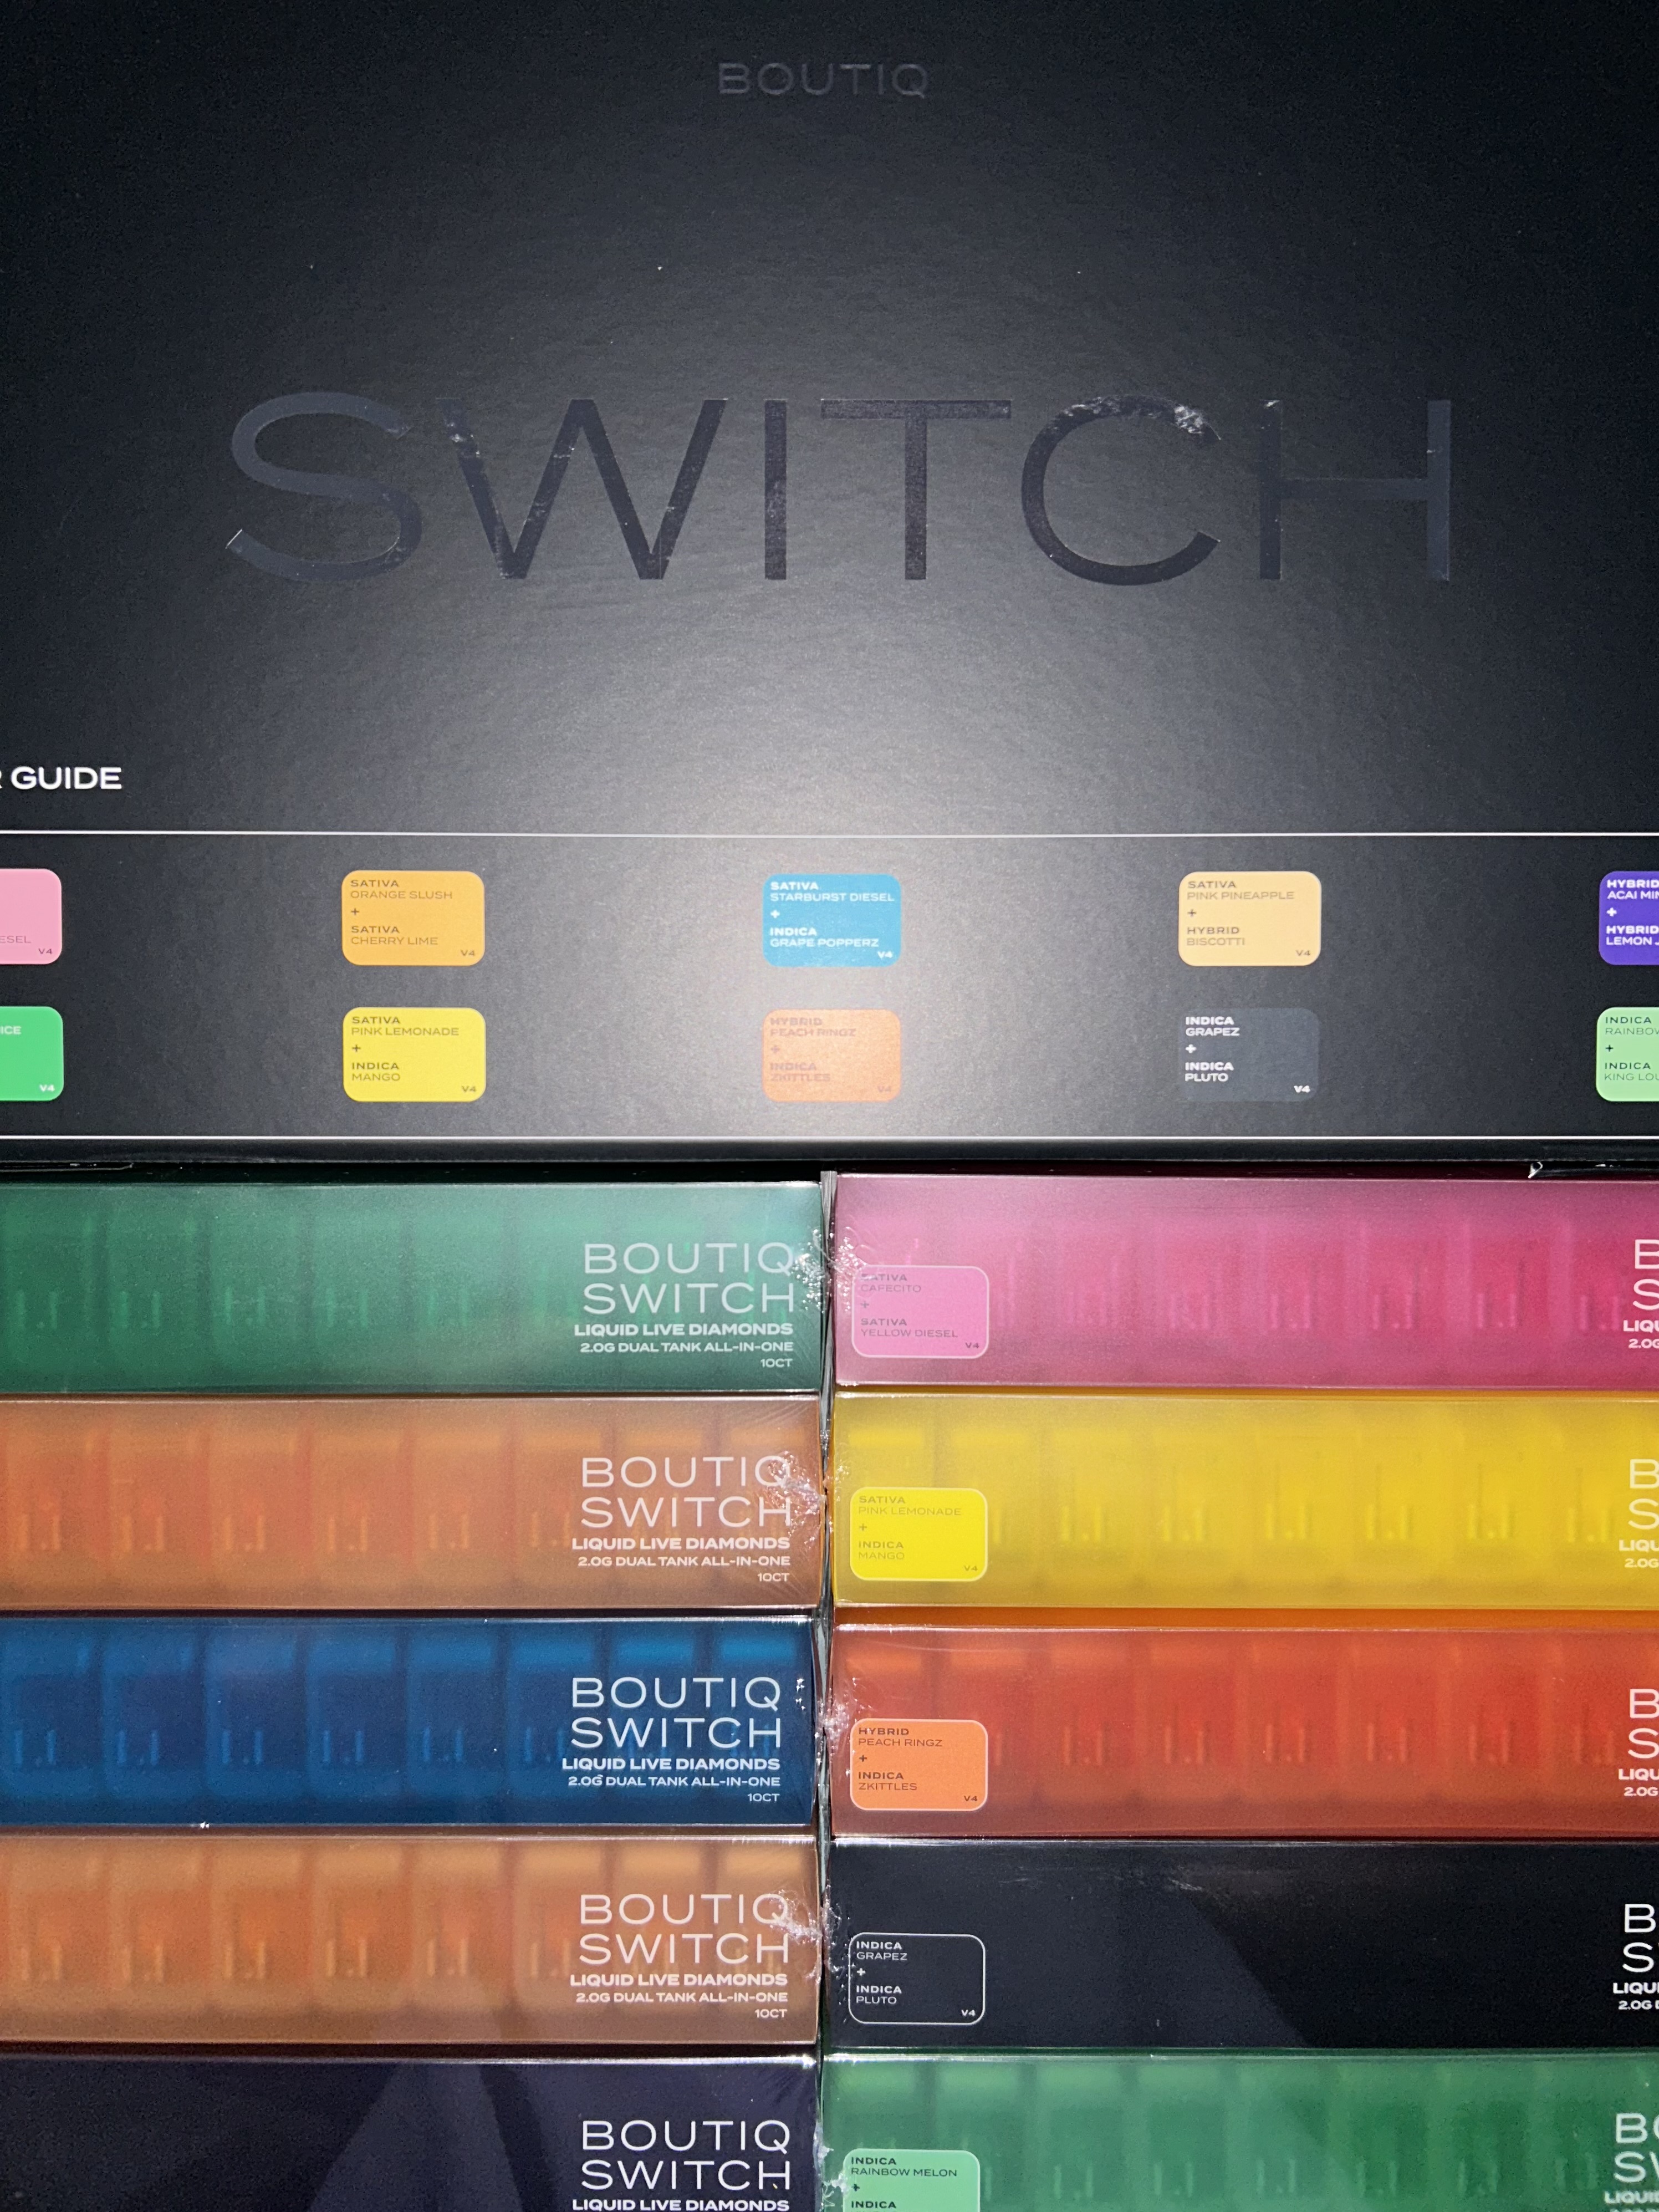 BOUTIQ
SWITCH
GUIDE
SATIVA
ORANGE SLUSH
+
SATIVA
CHERRY LIME
V4
SATIVA
STARBURST DIESEL
+
INDICA
GRAPE POPPERZ
V4
SATIVA
PINK PINEAPPLE
+
HYBRID
BISCOTTI
V4
HYBRID
ACAI
+
HYBRID
LEMON
V4
V4
SATIVA
PINK LEMONADE
+
INDICA
MANGO
V4
HYBRID
PEACH RINGZ
+
INDICA
ZKITTLES
V4
INDICA
GRAPEZ
+
INDICA
PLUTO
V4
INDICA
RAINBOW
+
INDICA
KING
BOUTIQ
SWITCH
LIQUID LIVE DIAMONDS
2.0G DUAL TANK ALL-IN-ONE
10CT
SATIVA
CAFECITO
+
SATIVA
YELLOW DIESEL
V4
BOUTIQ
SWITCH
LIQUID LIVE DIAMONDS
2.0G DUAL TANK ALL-IN-ONE
10CT
SATIVA
PINK LEMONADE
+
INDICA
MANGO
V4
BOUTIQ
SWITCH
LIQUID LIVE DIAMONDS
2.0G DUAL TANK ALL-IN-ONE
10CT
HYBRID
PEACH RINGZ
+
INDICA
ZKITTLES
V4
BOUTIQ
SWITCH
LIQUID LIVE DIAMONDS
2.0G DUAL TANK ALL-IN-ONE
10CT
INDICA
GRAPEZ
+
INDICA
PLUTO
V4
2.0G
BOUTIQ
SWITCH
LIQUID LIVE DIAMONDS
INDICA
RAINBOW MELON
+
INDICA